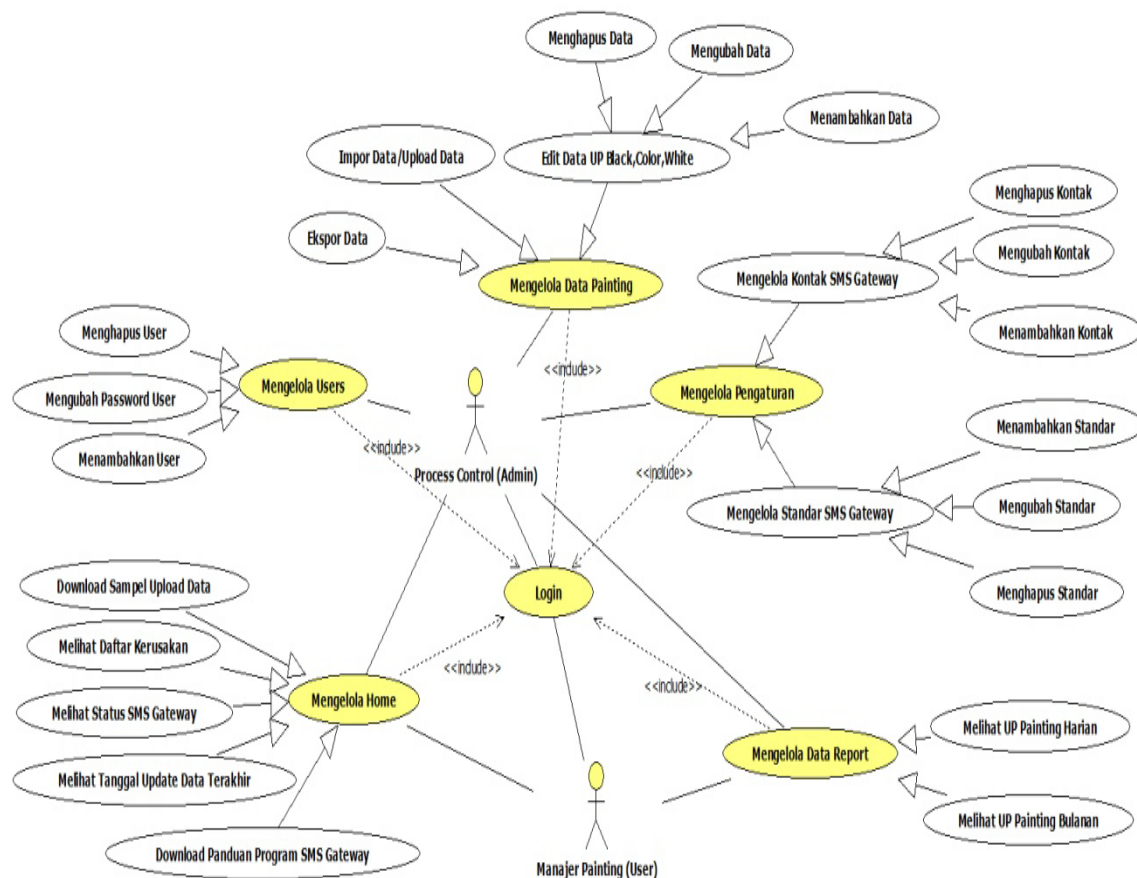 Menghapus Data
Mengubah Data
Menambahkan Data
Impor Data/Upload Data
Edit Data UP Black,Color,White
Menghapus Kontak
Ekspor Data
Mengubah Kontak
Mengelola Data Painting
Mengelola Kontak SMS Gateway
Menghapus User
Menambahkan Kontak
<<include>>
Mengelola Users
Mengelola Pengaturan
Mengubah Password User
Menambahkan Standar
Menambahkan User
<<include>>
Process Control (Admin)
<<include>>
Mengubah Standar
Mengelola Standar SMS Gateway
Download Sampel Upload Data
Login
Menghapus Standar
Melihat Daftar Kerusakan
<<include>>
<<include>>
Mengelola Home
Melihat Status SMS Gateway
Melihat UP Painting Harian
Mengelola Data Report
Melihat Tanggal Update Data Terakhir
Melihat UP Painting Bulanan
Download Panduan Program SMS Gateway
Manajer Painting (User)